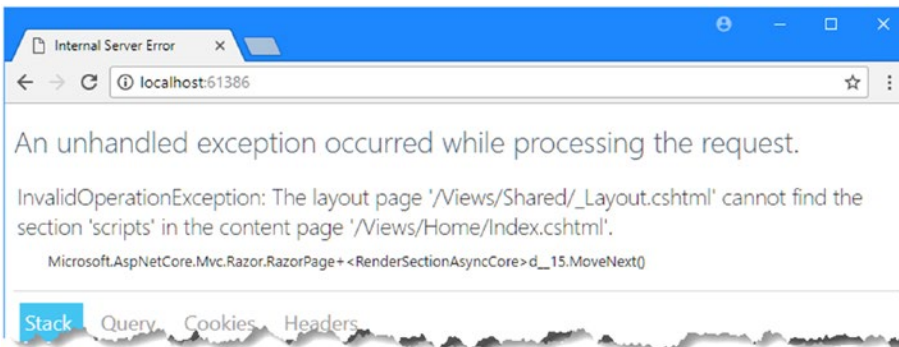 Internal Server Error
localhost:61386
An unhandled exception occurred while processing the request.
InvalidOperationException: The layout page '/Views/Shared/_Layout.cshtml' cannot find the
section 'scripts' in the content page '/Views/Home/Index.cshtml'.
Microsoft.AspNetCore.Mvc.Razor.RazorPage+<RenderSectionAsyncCore>d__15.MoveNext()
Stack Query Cookies Headers